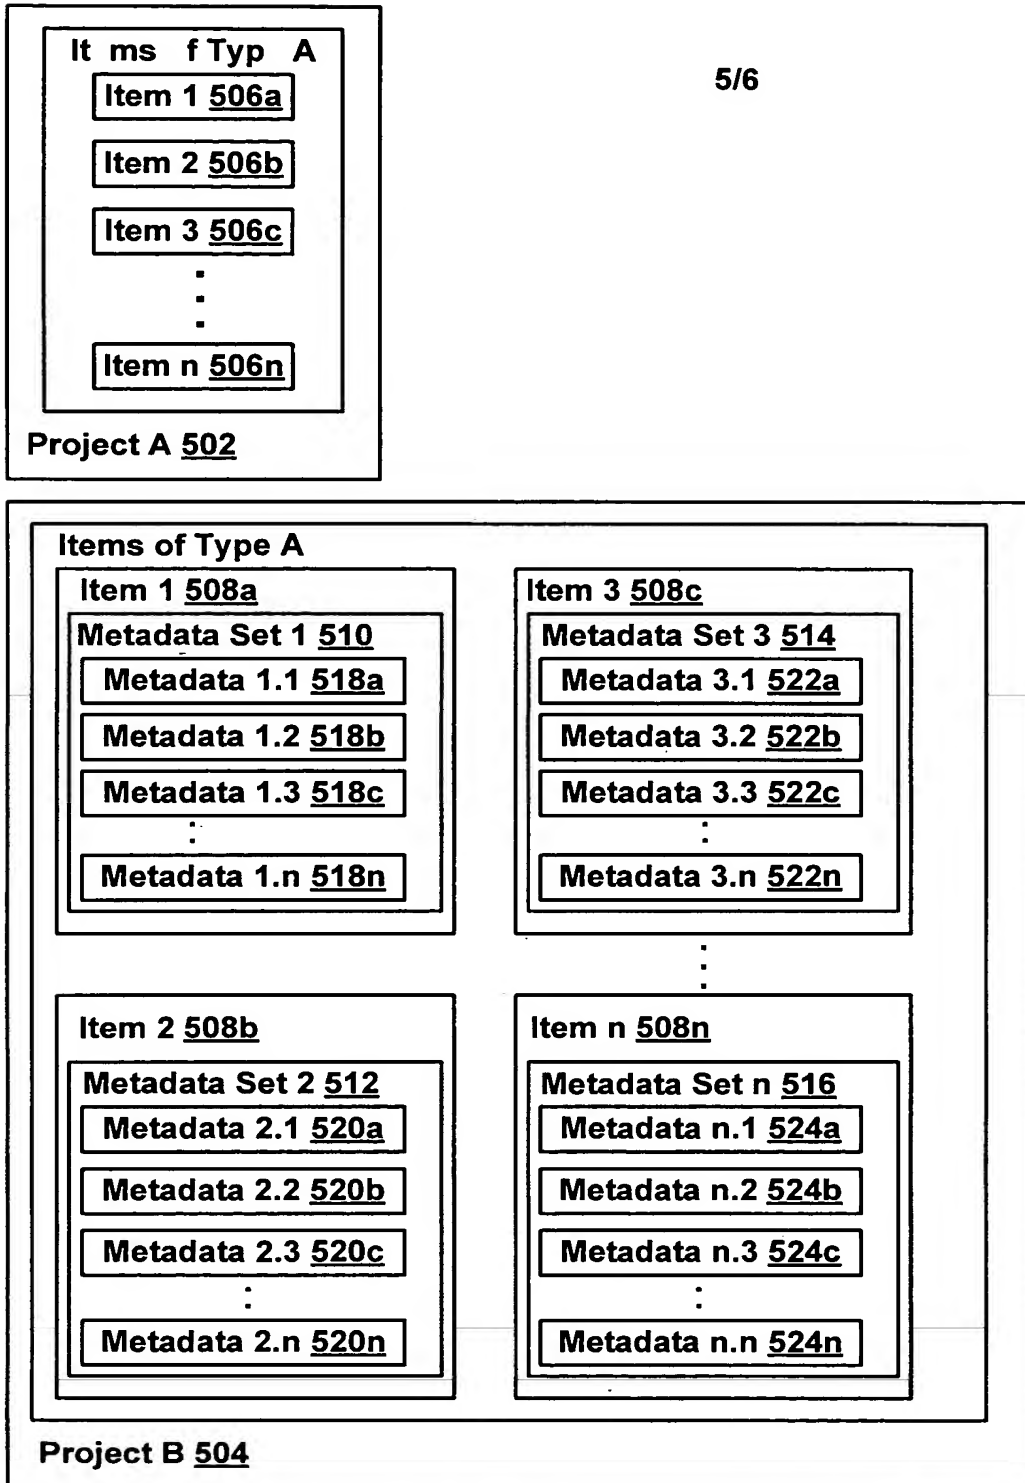 It ms f Typ A
Item 1 506a
Item 2 506b
Item 3 506c
Item n 506n
Project A 502
5/6
Items of Type A
Item 1 508a
Metadata Set 1 510
Metadata 1.1 518a
Metadata 1.2 518b
Metadata 1.3 518c
Metadata 1.n 518n
Item 3 508c
Metadata Set 3 514
Metadata 3.1 522a
Metadata 3.2 522b
Metadata 3.3 522c
Metadata 3.n 522n
Item 2 508b
Metadata Set 2 512
Metadata 2.1 520a
Metadata 2.2 520b
Metadata 2.3 520c
Metadata 2.n 520n
Item n 508n
Metadata Set n 516
Metadata n.1 524a
Metadata n.2 524b
Metadata n.3 524c
Metadata n.n 524n
Project B 504